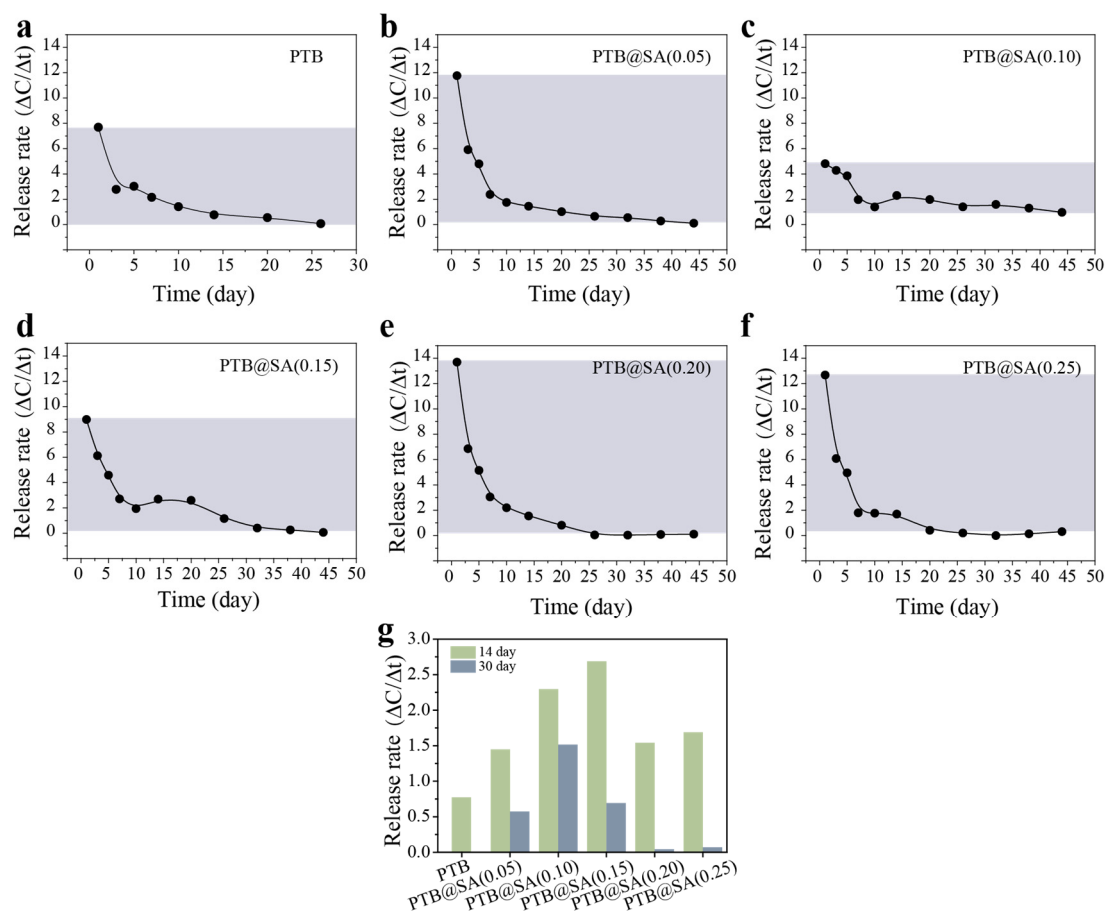 a
PTB
14
12
10
8
6
4
2
0
Release rate (ΔC/Δt)
0 5 10 15 20 25 30
Time (day)
b
PTB@SA(0.05)
14
12
10
8
6
4
2
0
Release rate (ΔC/Δt)
0 5 10 15 20 25 30 35 40 45 50
Time (day)
c
PTB@SA(0.10)
14
12
10
8
6
4
2
0
Release rate (ΔC/Δt)
0 5 10 15 20 25 30 35 40 45 50
Time (day)
d
PTB@SA(0.15)
14
12
10
8
6
4
2
0
Release rate (ΔC/Δt)
0 5 10 15 20 25 30 35 40 45 50
Time (day)
e
PTB@SA(0.20)
14
12
10
8
6
4
2
0
Release rate (ΔC/Δt)
0 5 10 15 20 25 30 35 40 45 50
Time (day)
f
PTB@SA(0.25)
14
12
10
8
6
4
2
0
Release rate (ΔC/Δt)
0 5 10 15 20 25 30 35 40 45 50
Time (day)
g
14 day
30 day
3.0
2.5
2.0
1.5
1.0
0.5
0.0
Release rate (ΔC/Δt)
PTB
PTB@SA(0.05)
PTB@SA(0.10)
PTB@SA(0.15)
PTB@SA(0.20)
PTB@SA(0.25)